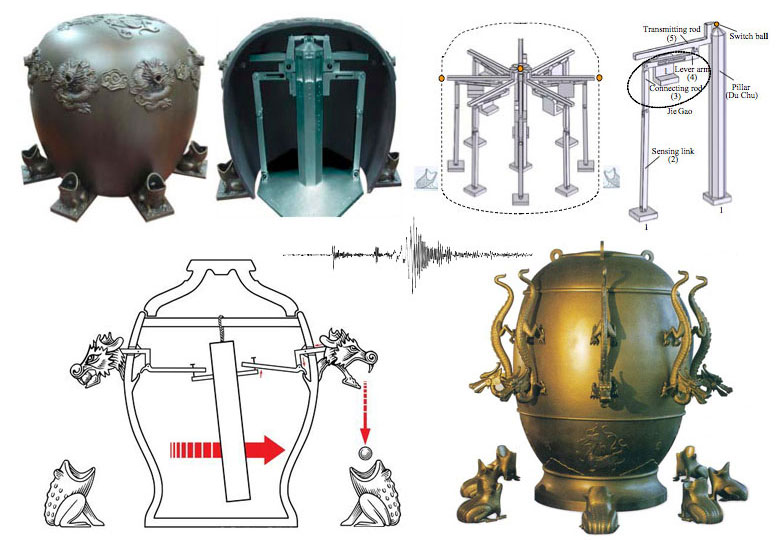 Transmitting rod
(5)
Switch ball
Lever arm
(4)
Connecting rod
(3)
Pillar
(Du Chu)
Jie Gao
Sensing link
(2)
1
1